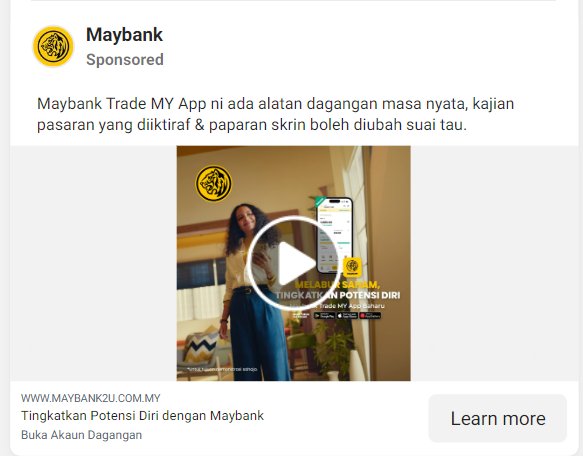 Maybank
Sponsored
Maybank Trade MY App ni ada alatan dagangan masa nyata, kajian
pasaran yang diiktiraf & paparan skrin boleh diubah suai tau.
MELABUR SAHAM,
TINGKATKAN POTENSI DIRI
Trade MY App baharu
WWW.MAYBANK2U.COM.MY
Tingkatkan Potensi Diri dengan Maybank
Buka Akaun Dagangan
Learn more